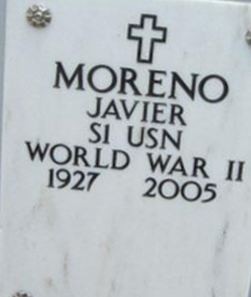 MORENO
JAVIER
S1 USN
WORLD WAR II
1927 2005